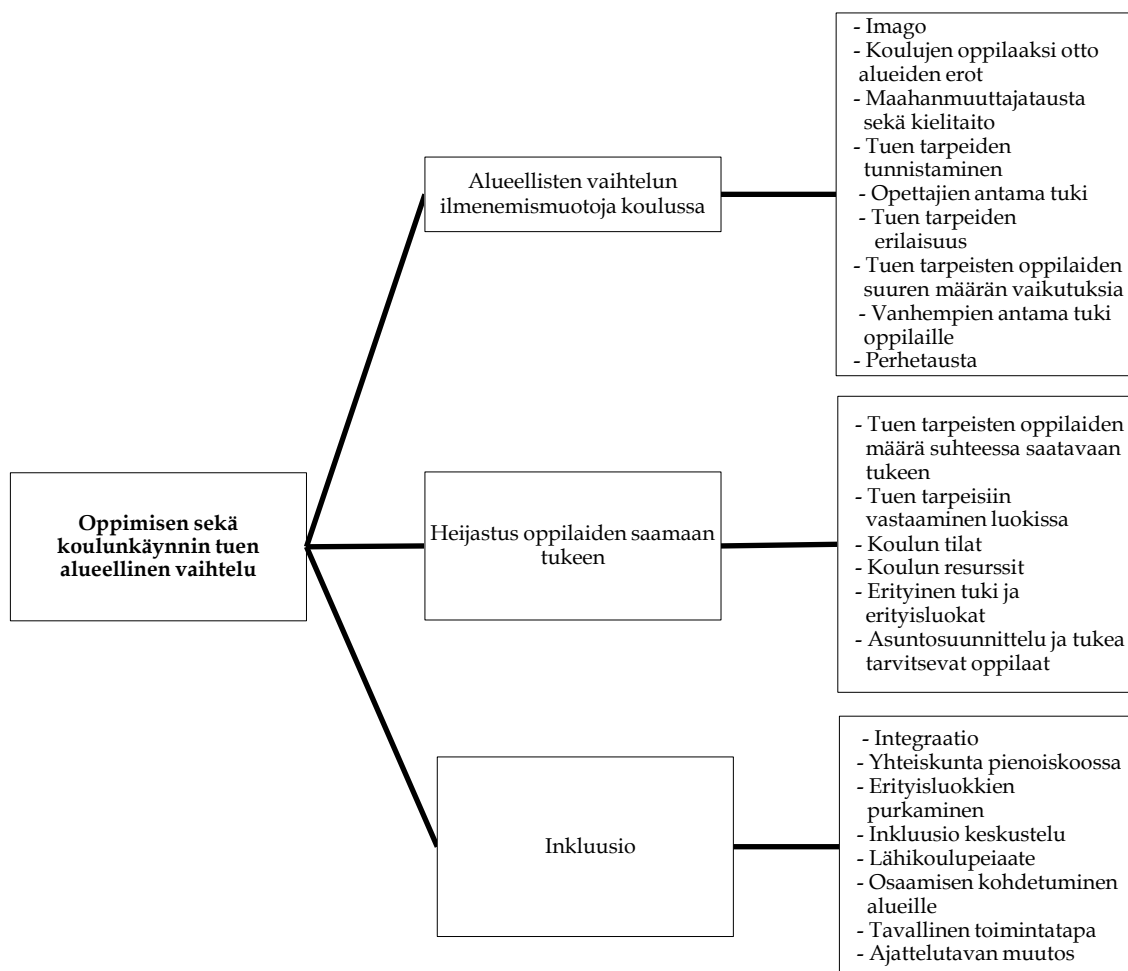 Oppimisen sekä
koulunkäynnin tuen
alueellinen vaihtelu
Alueellisten vaihtelun
ilmenemismuotoja koulussa
- Imago
- Koulujen oppilaaksi otto
alueiden erot
- Maahanmuuttajatausta
sekä kielitaito
- Tuen tarpeiden
tunnistaminen
- Opettajien antama tuki
- Tuen tarpeiden
erilaisuus
- Tuen tarpeisten oppilaiden
suuren määrän vaikutuksia
- Vanhempien antama tuki
oppilaille
- Perhetausta
Heijastus oppilaiden saamaan
tukeen
- Tuen tarpeisten oppilaiden
määrä suhteessa saatavaan
tukeen
- Tuen tarpeisiin
vastaaminen luokissa
- Koulun tilat
- Koulun resurssit
- Erityinen tuki ja
erityisluokat
- Asuntosuunnittelu ja tukea
tarvitsevat oppilaat
Inkluusio
- Integraatio
- Yhteiskunta pienoiskoossa
- Erityisluokkien
purkaminen
- Inkluusio keskustelu
- Lähikoulupeiaate
- Osaamisen kohdetuminen
alueille
- Tavallinen toimintatapa
- Ajattelutavan muutos